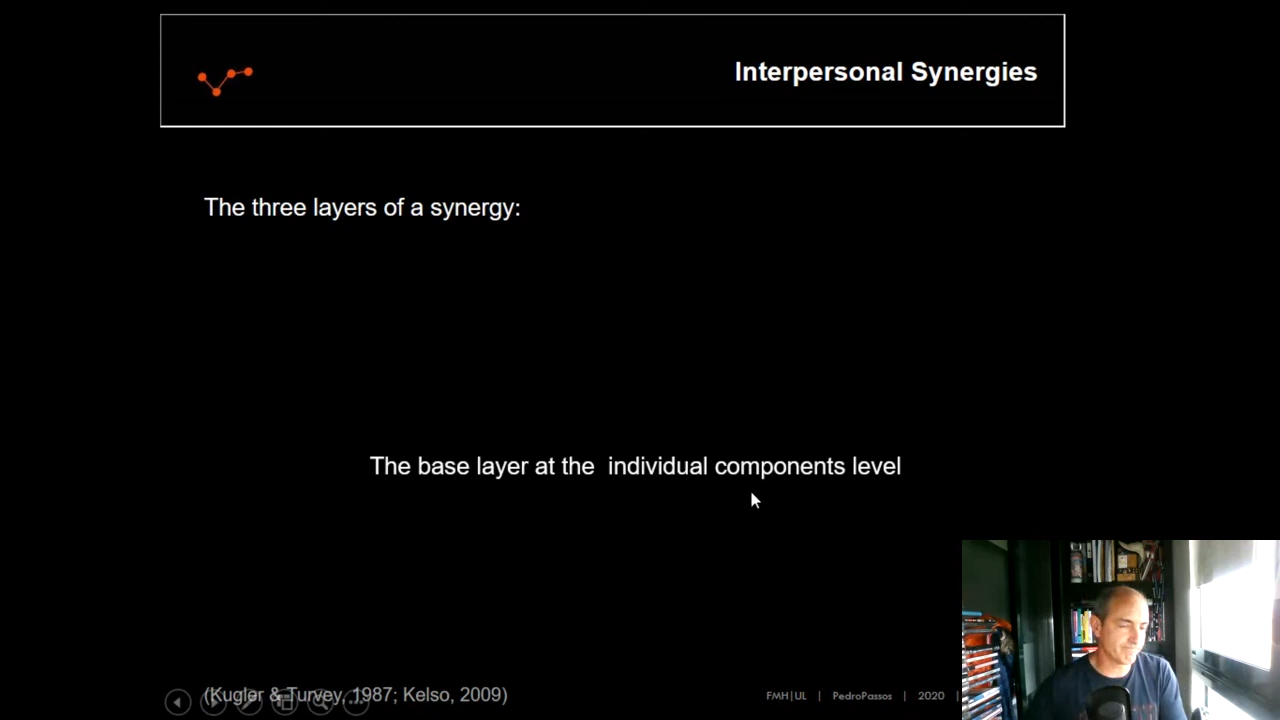 Interpersonal Synergies
The three layers of a synergy:
The base layer at the individual components level
(Kugler & Turvey, 1987; Kelso, 2009)
FMH|UL | PedroPassos | 2020 |